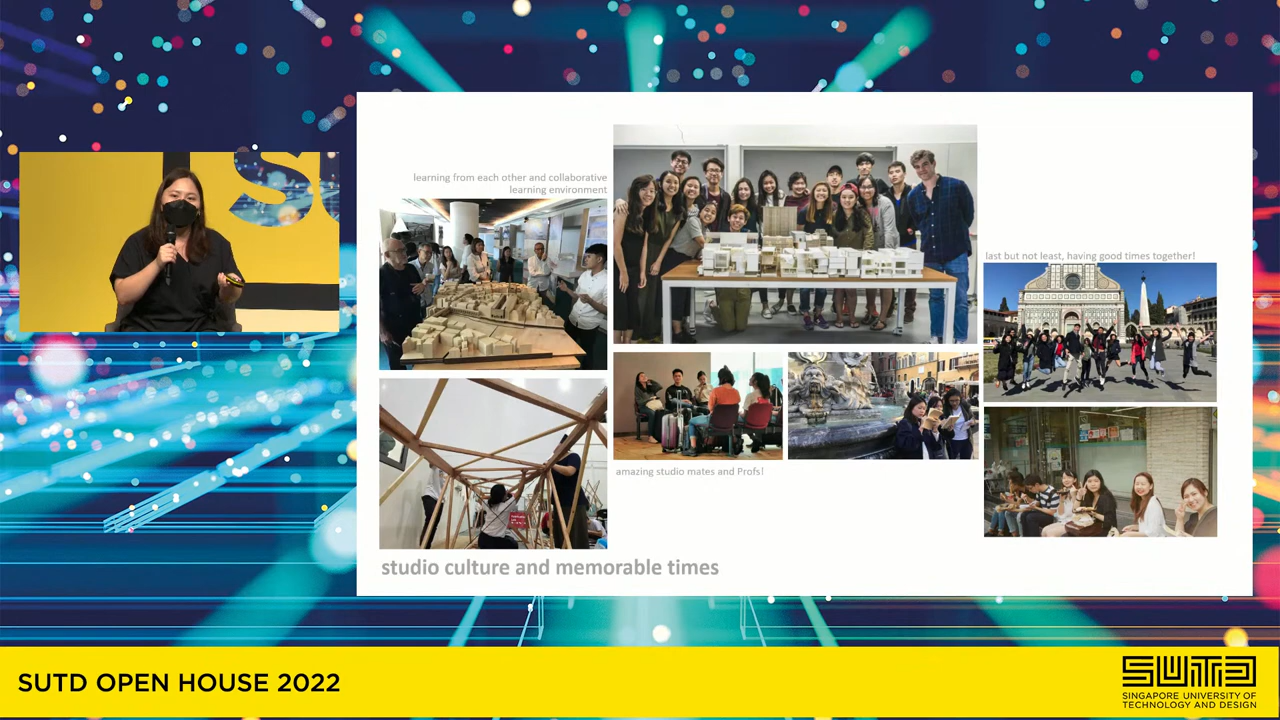 learning from each other and collaborative
learning environment
last but not least, having good times together!
amazing studio mates and Profs!
studio culture and memorable times
SUTD OPEN HOUSE 2022
SUTD
SINGAPORE UNIVERSITY OF
TECHNOLOGY AND DESIGN